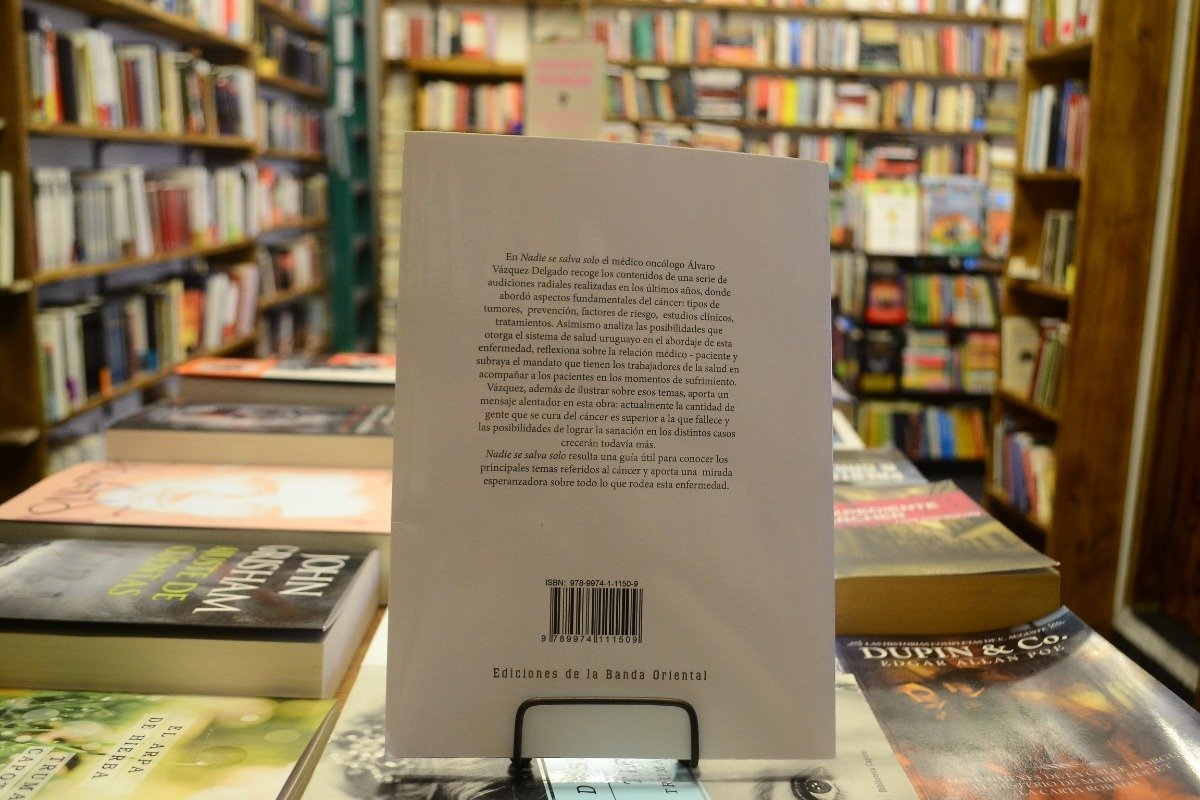 En Nadie se salva solo el médico oncólogo Álvaro
Vázquez Delgado recoge los contenidos de una serie de
audiciones radiales realizadas en los últimos años, donde
abordó aspectos fundamentales del cáncer: tipos de
tumores, prevención, factores de riesgo, estudios clínicos,
tratamientos. Asimismo analiza las posibilidades que
otorga el sistema de salud uruguayo en el abordaje de esta
enfermedad, reflexiona sobre la relación médico - paciente y
subraya el mandato que tienen los trabajadores de la salud en
acompañar a los pacientes en los momentos de sufrimiento.
Vázquez, además de ilustrar sobre esos temas, aporta un
mensaje alentador en esta obra: actualmente la cantidad de
gente que se cura del cáncer es superior a la que fallece y
las posibilidades de lograr la sanación en los distintos casos
crecerán todavía más.
Nadie se salva solo resulta una guía útil para conocer los
principales temas referidos al cáncer y aporta una mirada
esperanzadora sobre todo lo que rodea esta enfermedad.
ISBN: 978-9974-1-1150-9
9 789974 111509
Ediciones de la Banda Oriental
JOHN
GRISHAM
EL ARPA
DE HIERBA
DUPIN & Co.
EDGAR ALLAN POE
LA CARTA ROBADA